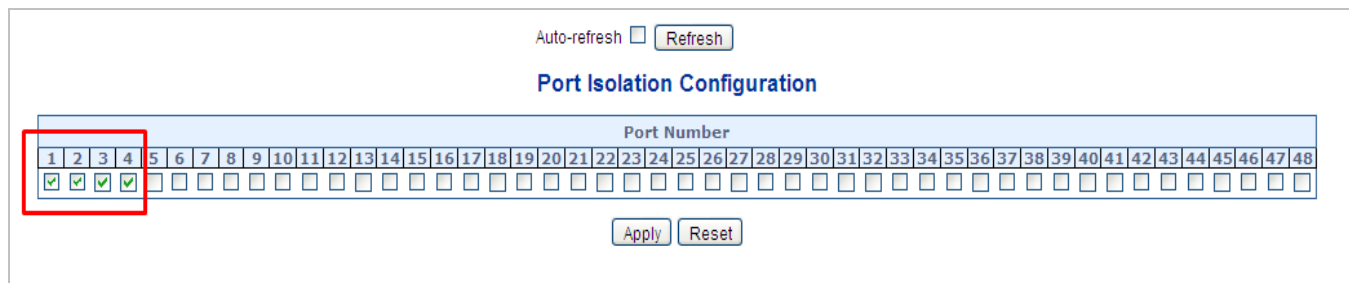 Auto-refresh Refresh
Port Isolation Configuration
Port Number
1 2 3 4 5 6 7 8 9 10 11 12 13 14 15 16 17 18 19 20 21 22 23 24 25 26 27 28 29 30 31 32 33 34 35 36 37 38 39 40 41 42 43 44 45 46 47 48
Apply Reset